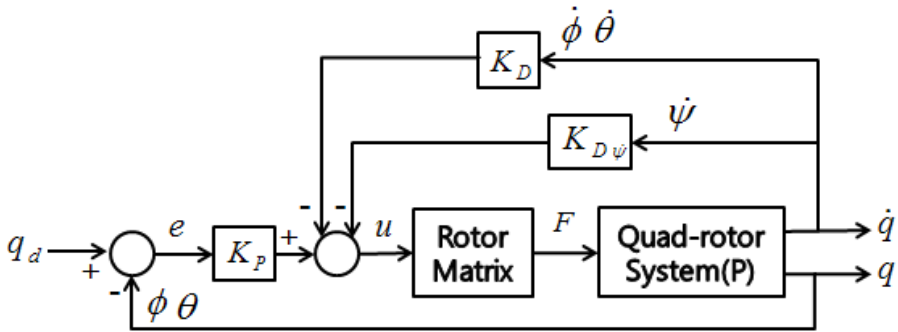 ϕ̇ θ̇
K_D
ψ̇
K_Dψ̇
- -
q_d
+
-
e
K_P
+
u
Rotor
Matrix
F
Quad-rotor
System(P)
q̇
q
ϕ θ